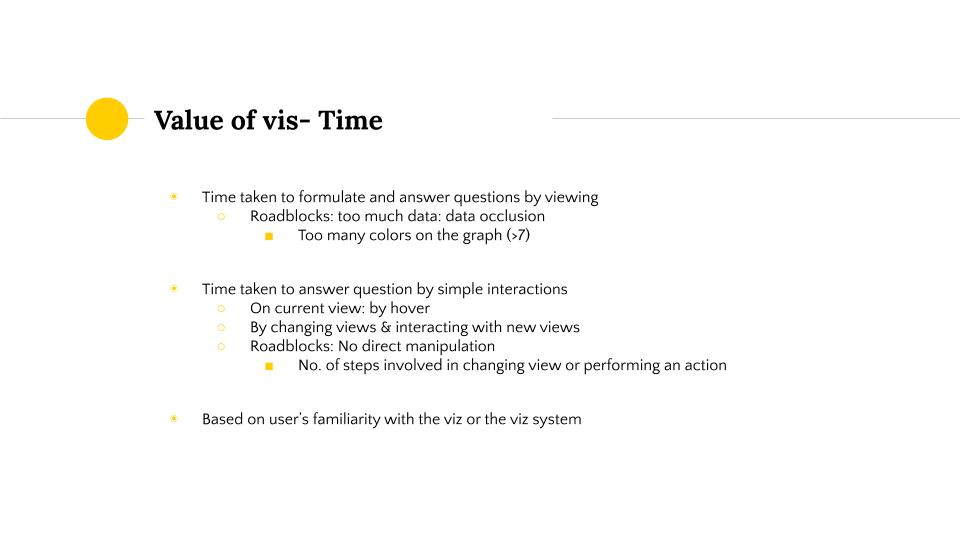 Value of vis- Time
Time taken to formulate and answer questions by viewing
Roadblocks: too much data: data occlusion
Too many colors on the graph (>7)
Time taken to answer question by simple interactions
On current view: by hover
By changing views & interacting with new views
Roadblocks: No direct manipulation
No. of steps involved in changing view or performing an action
Based on user's familiarity with the viz or the viz system